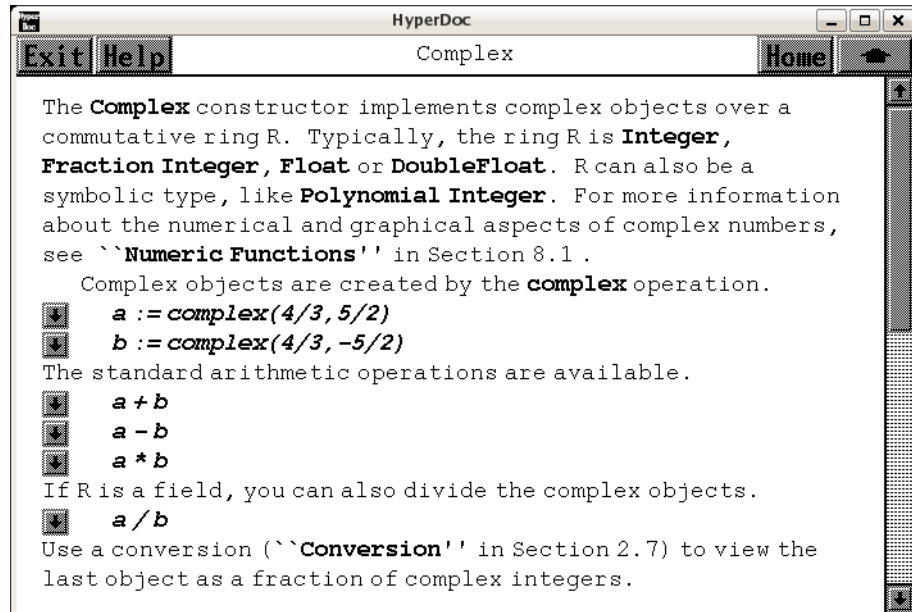 Hyper Doc
HyperDoc
Exit Help Complex Home
The Complex constructor implements complex objects over a
commutative ring R. Typically, the ring R is Integer,
Fraction Integer, Float or DoubleFloat. R can also be a
symbolic type, like Polynomial Integer. For more information
about the numerical and graphical aspects of complex numbers,
see ``Numeric Functions'' in Section 8.1 .
Complex objects are created by the complex operation.
a := complex(4/3,5/2)
b := complex(4/3,-5/2)
The standard arithmetic operations are available.
a + b
a - b
a * b
If R is a field, you can also divide the complex objects.
a / b
Use a conversion (``Conversion'' in Section 2.7) to view the
last object as a fraction of complex integers.